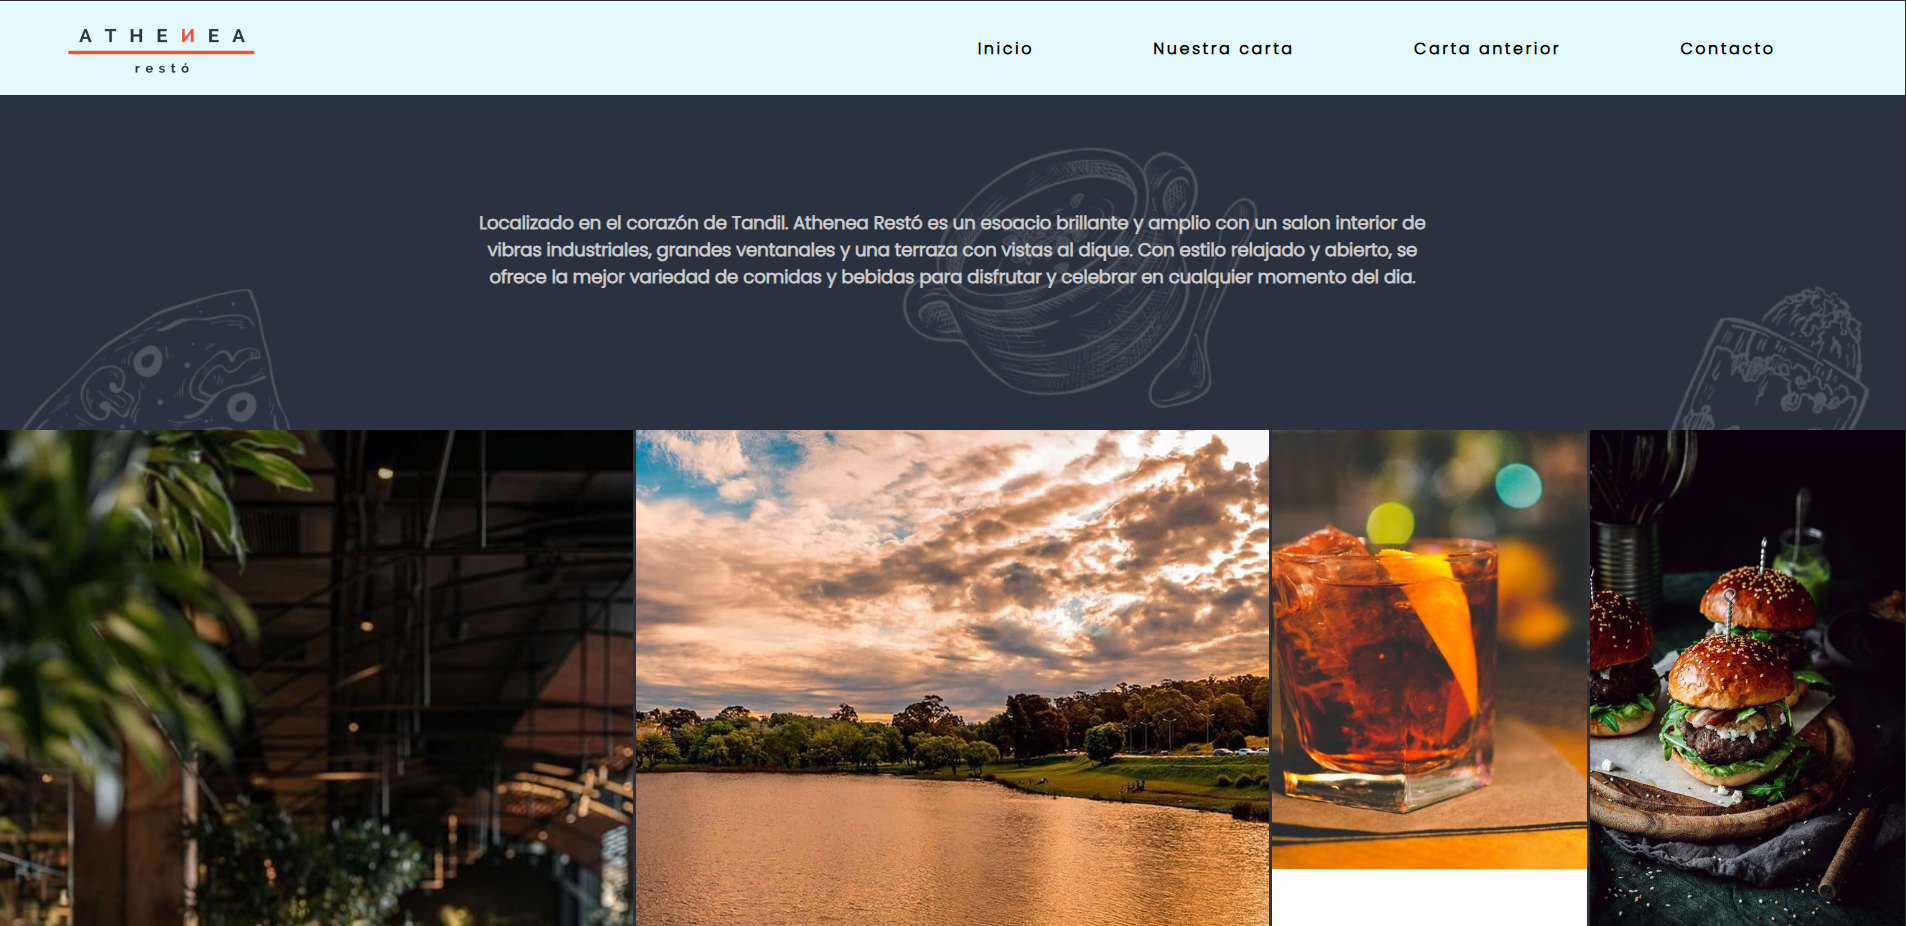 ATHENEA
restó
Inicio
Nuestra carta
Carta anterior
Contacto
Localizado en el corazón de Tandil. Athenea Restó es un esoacio brillante y amplio con un salon interior de
vibras industriales, grandes ventanales y una terraza con vistas al dique. Con estilo relajado y abierto, se
ofrece la mejor variedad de comidas y bebidas para disfrutar y celebrar en cualquier momento del dia.